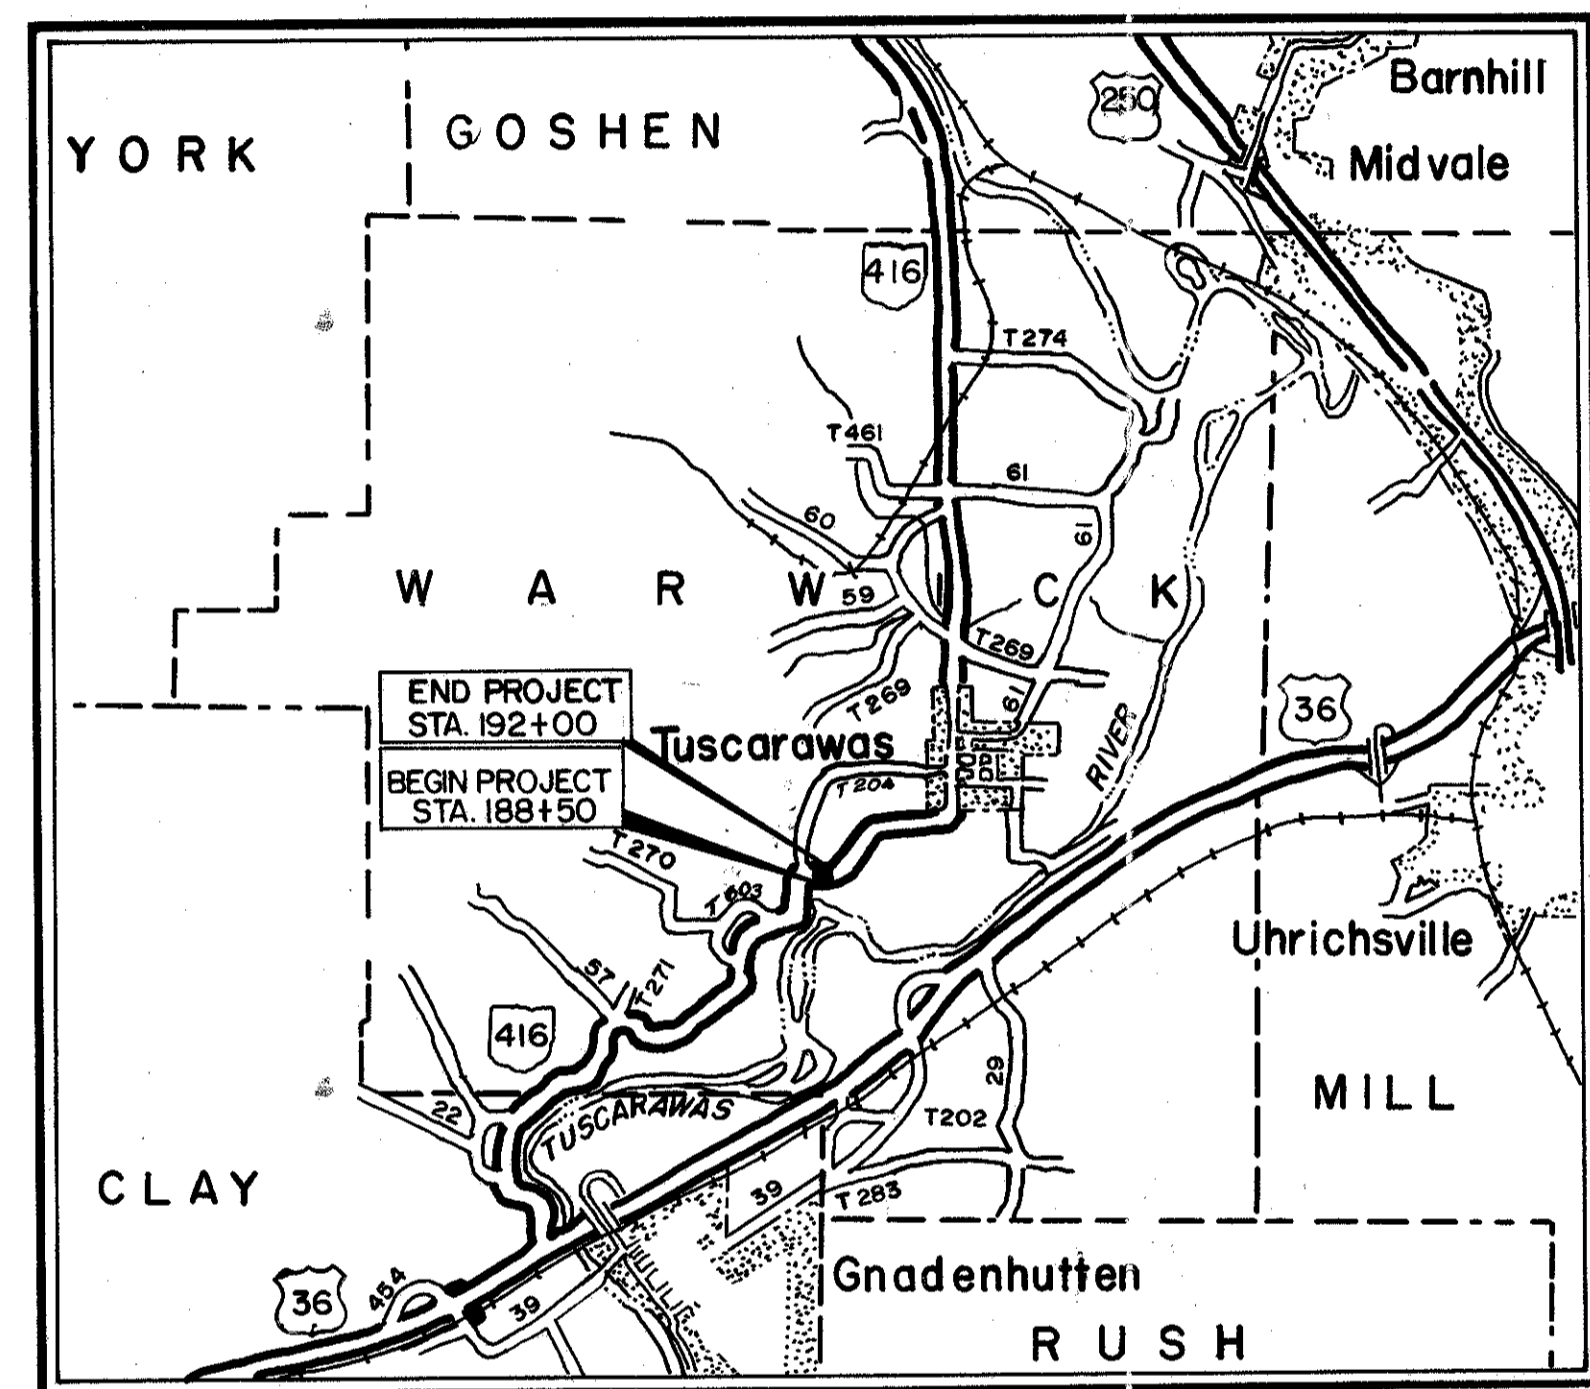 Barnhill
250
GOSHEN
YORK
Midvale
416
T274
T461
61
60
61
W A R W C K
59
T269
T269
END PROJECT
STA. 192+00
61
36
Tuscarawas
RIVER
BEGIN PROJECT
STA. 188+50
T204
T270
T603
Uhrichsville
57
T271
416
29
MILL
22
TUSCARAWAS
T202
CLAY
39
T283
Gnadenhutten
454
36
39
RUSH